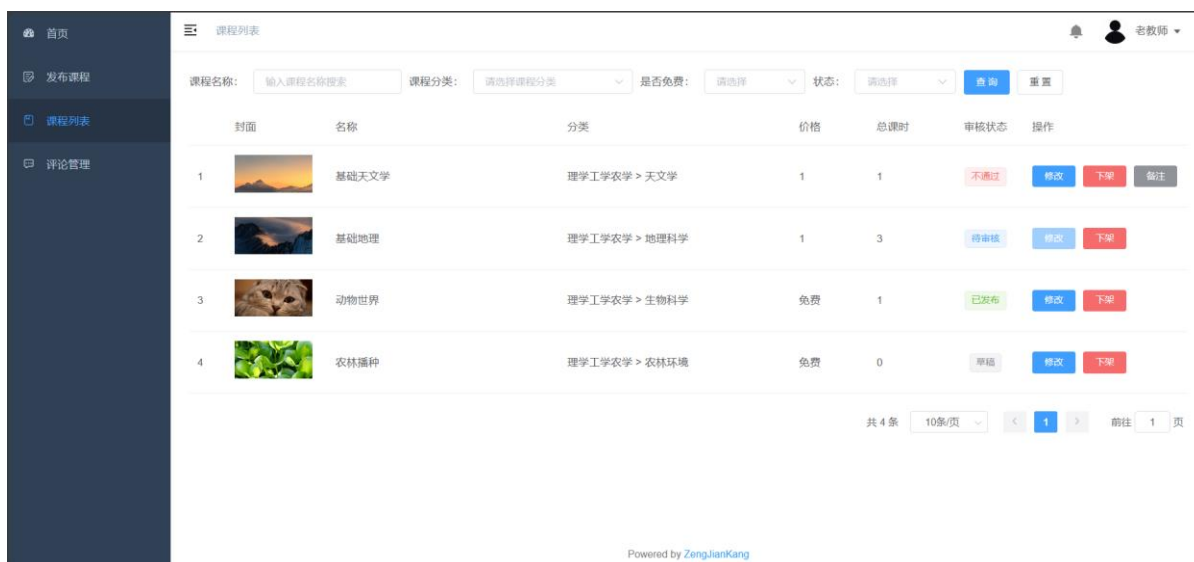 首页
发布课程
课程列表
评论管理
课程列表
老教师
课程名称: 输入课程名称搜索 课程分类: 请选择课程分类 是否免费: 请选择 状态: 请选择 查询 重置
封面 名称 分类 价格 总课时 审核状态 操作
1 基础天文学 理学工学农学 > 天文学 1 1 不通过 修改 下架 备注
2 基础地理 理学工学农学 > 地理科学 1 3 待审核 修改 下架
3 动物世界 理学工学农学 > 生物科学 免费 1 已发布 修改 下架
4 农林播种 理学工学农学 > 农林环境 免费 0 草稿 修改 下架
共 4 条 10条/页 1 前往 1 页
Powered by ZengJianKang